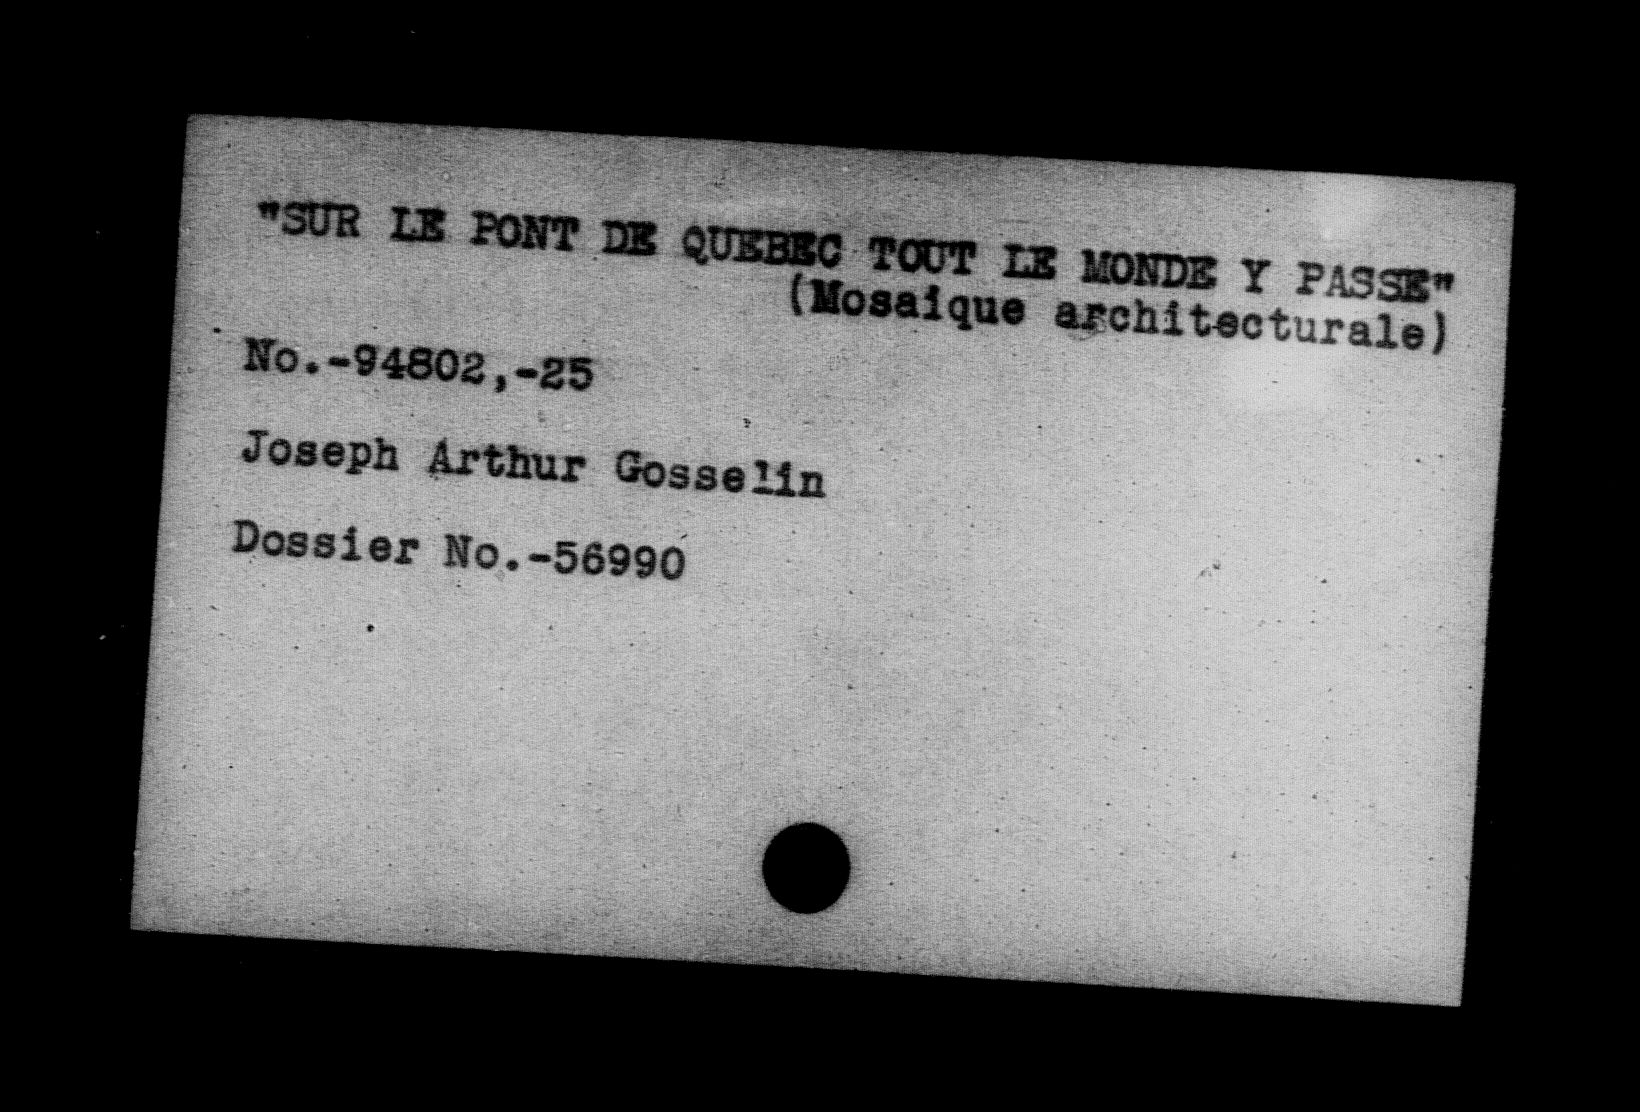 "SUR LE PONT DE QUEBEC TOUT LE MONDE Y PASSE"
(Mosaique architecturale)
No.-94802,-25
Joseph Arthur Gosselin
Dossier No.-56990